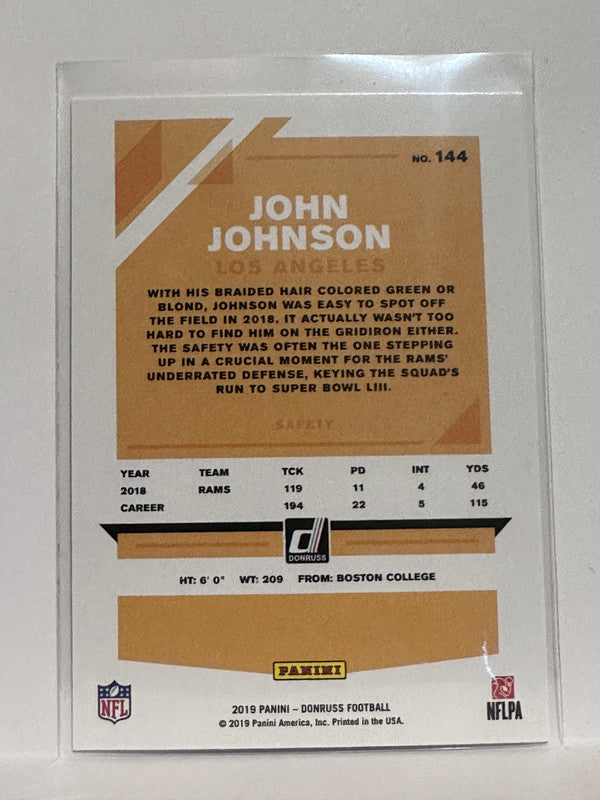 NO. 144
JOHN
JOHNSON
LOS ANGELES
WITH HIS BRAIDED HAIR COLORED GREEN OR
BLOND, JOHNSON WAS EASY TO SPOT OFF
THE FIELD IN 2018. IT ACTUALLY WASN'T TOO
HARD TO FIND HIM ON THE GRIDIRON EITHER.
THE SAFETY WAS OFTEN THE ONE STEPPING
UP IN A CRUCIAL MOMENT FOR THE RAMS'
UNDERRATED DEFENSE, KEYING THE SQUAD'S
RUN TO SUPER BOWL LIII.
SAFETY
YEAR TEAM TCK PD INT YDS
2018 RAMS 119 11 4 46
CAREER 194 22 5 115
d
DONRUSS
HT: 6' 0" WT: 209 FROM: BOSTON COLLEGE
PANINI
NFL
2019 PANINI – DONRUSS FOOTBALL
© 2019 Panini America, Inc. Printed in the USA.
NFLPA